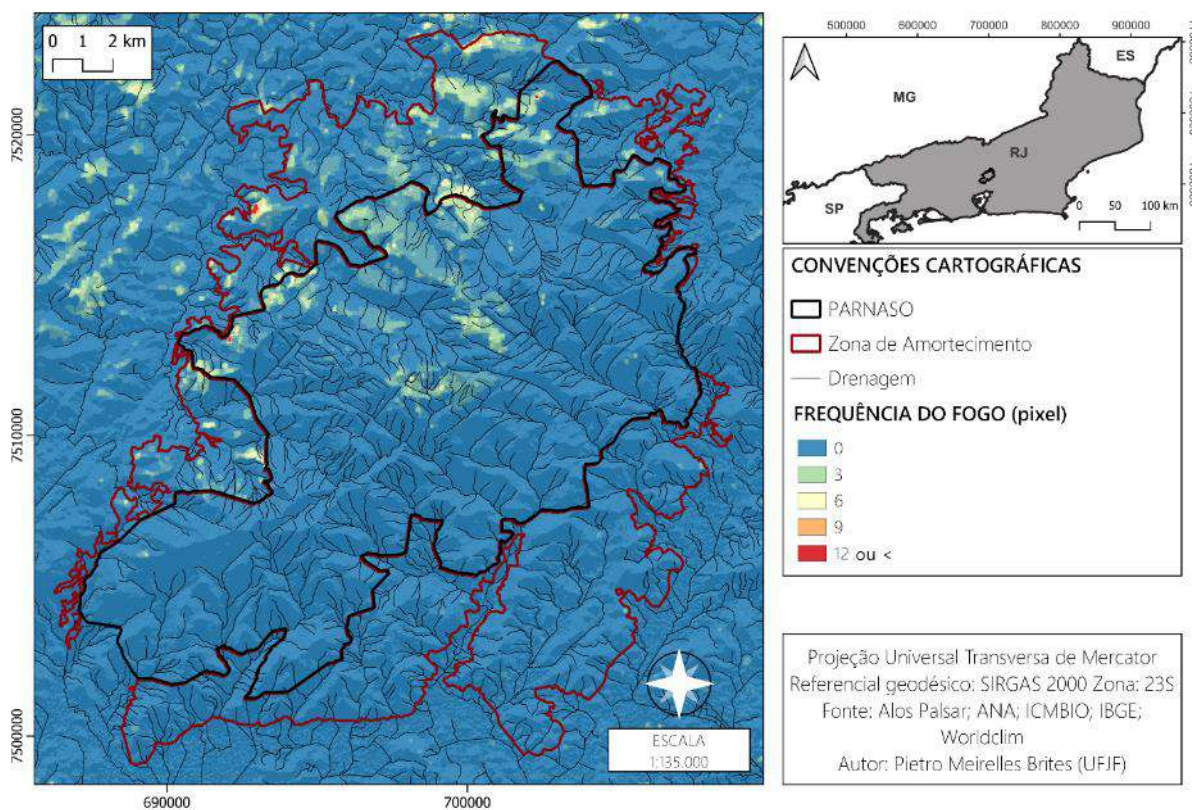 0 1 2 km
7520000
7510000
7500000
690000
700000
ESCALA
1:135.000
500000 600000 700000 800000 900000
MG
ES
RJ
SP
0 50 100 km
CONVENÇÕES CARTOGRÁFICAS
PARNASO
Zona de Amortecimento
Drenagem
FREQUÊNCIA DO FOGO (pixel)
0
3
6
9
12 ou <
Projeção Universal Transversa de Mercator
Referencial geodésico: SIRGAS 2000 Zona: 23S
Fonte: Alos Palsar; ANA; ICMBIO; IBGE;
Worldclim
Autor: Pietro Meirelles Brites (UFJF)